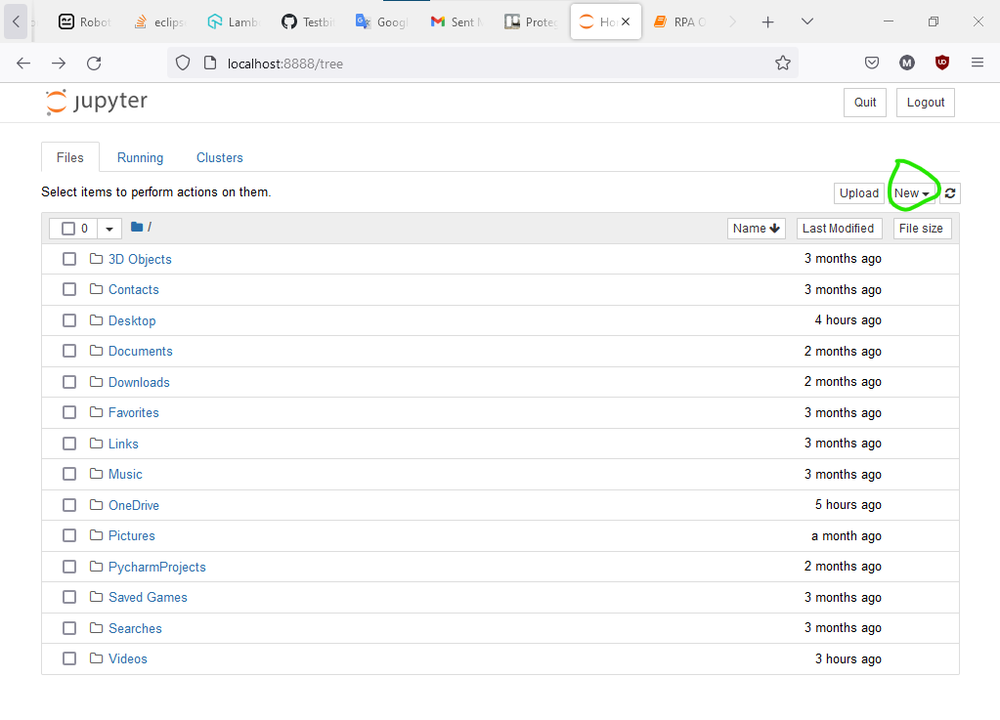 Robot eclips Lamb Testbi Googl Sent M Proteg Ho RPA O
localhost:8888/tree M UD
jupyter Quit Logout
Files Running Clusters
Select items to perform actions on them. Upload New
0 / Name Last Modified File size
3D Objects 3 months ago
Contacts 3 months ago
Desktop 4 hours ago
Documents 2 months ago
Downloads 2 months ago
Favorites 3 months ago
Links 3 months ago
Music 3 months ago
OneDrive 5 hours ago
Pictures a month ago
PycharmProjects 2 months ago
Saved Games 3 months ago
Searches 3 months ago
Videos 3 hours ago